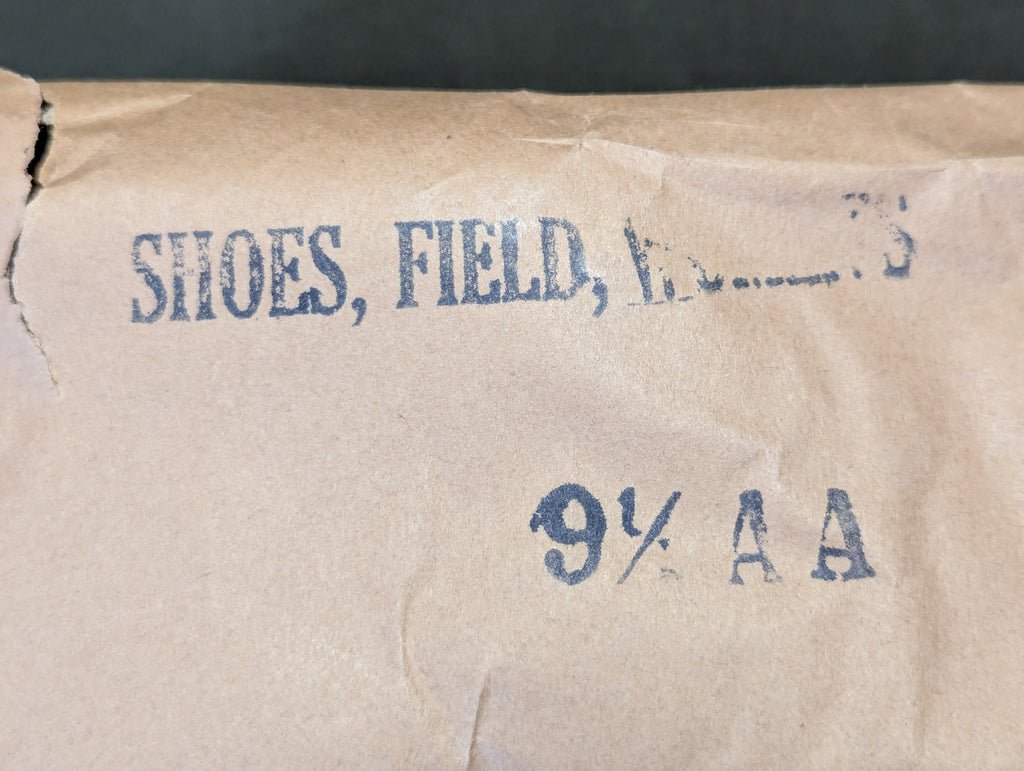 SHOES, FIELD,
9½ AA